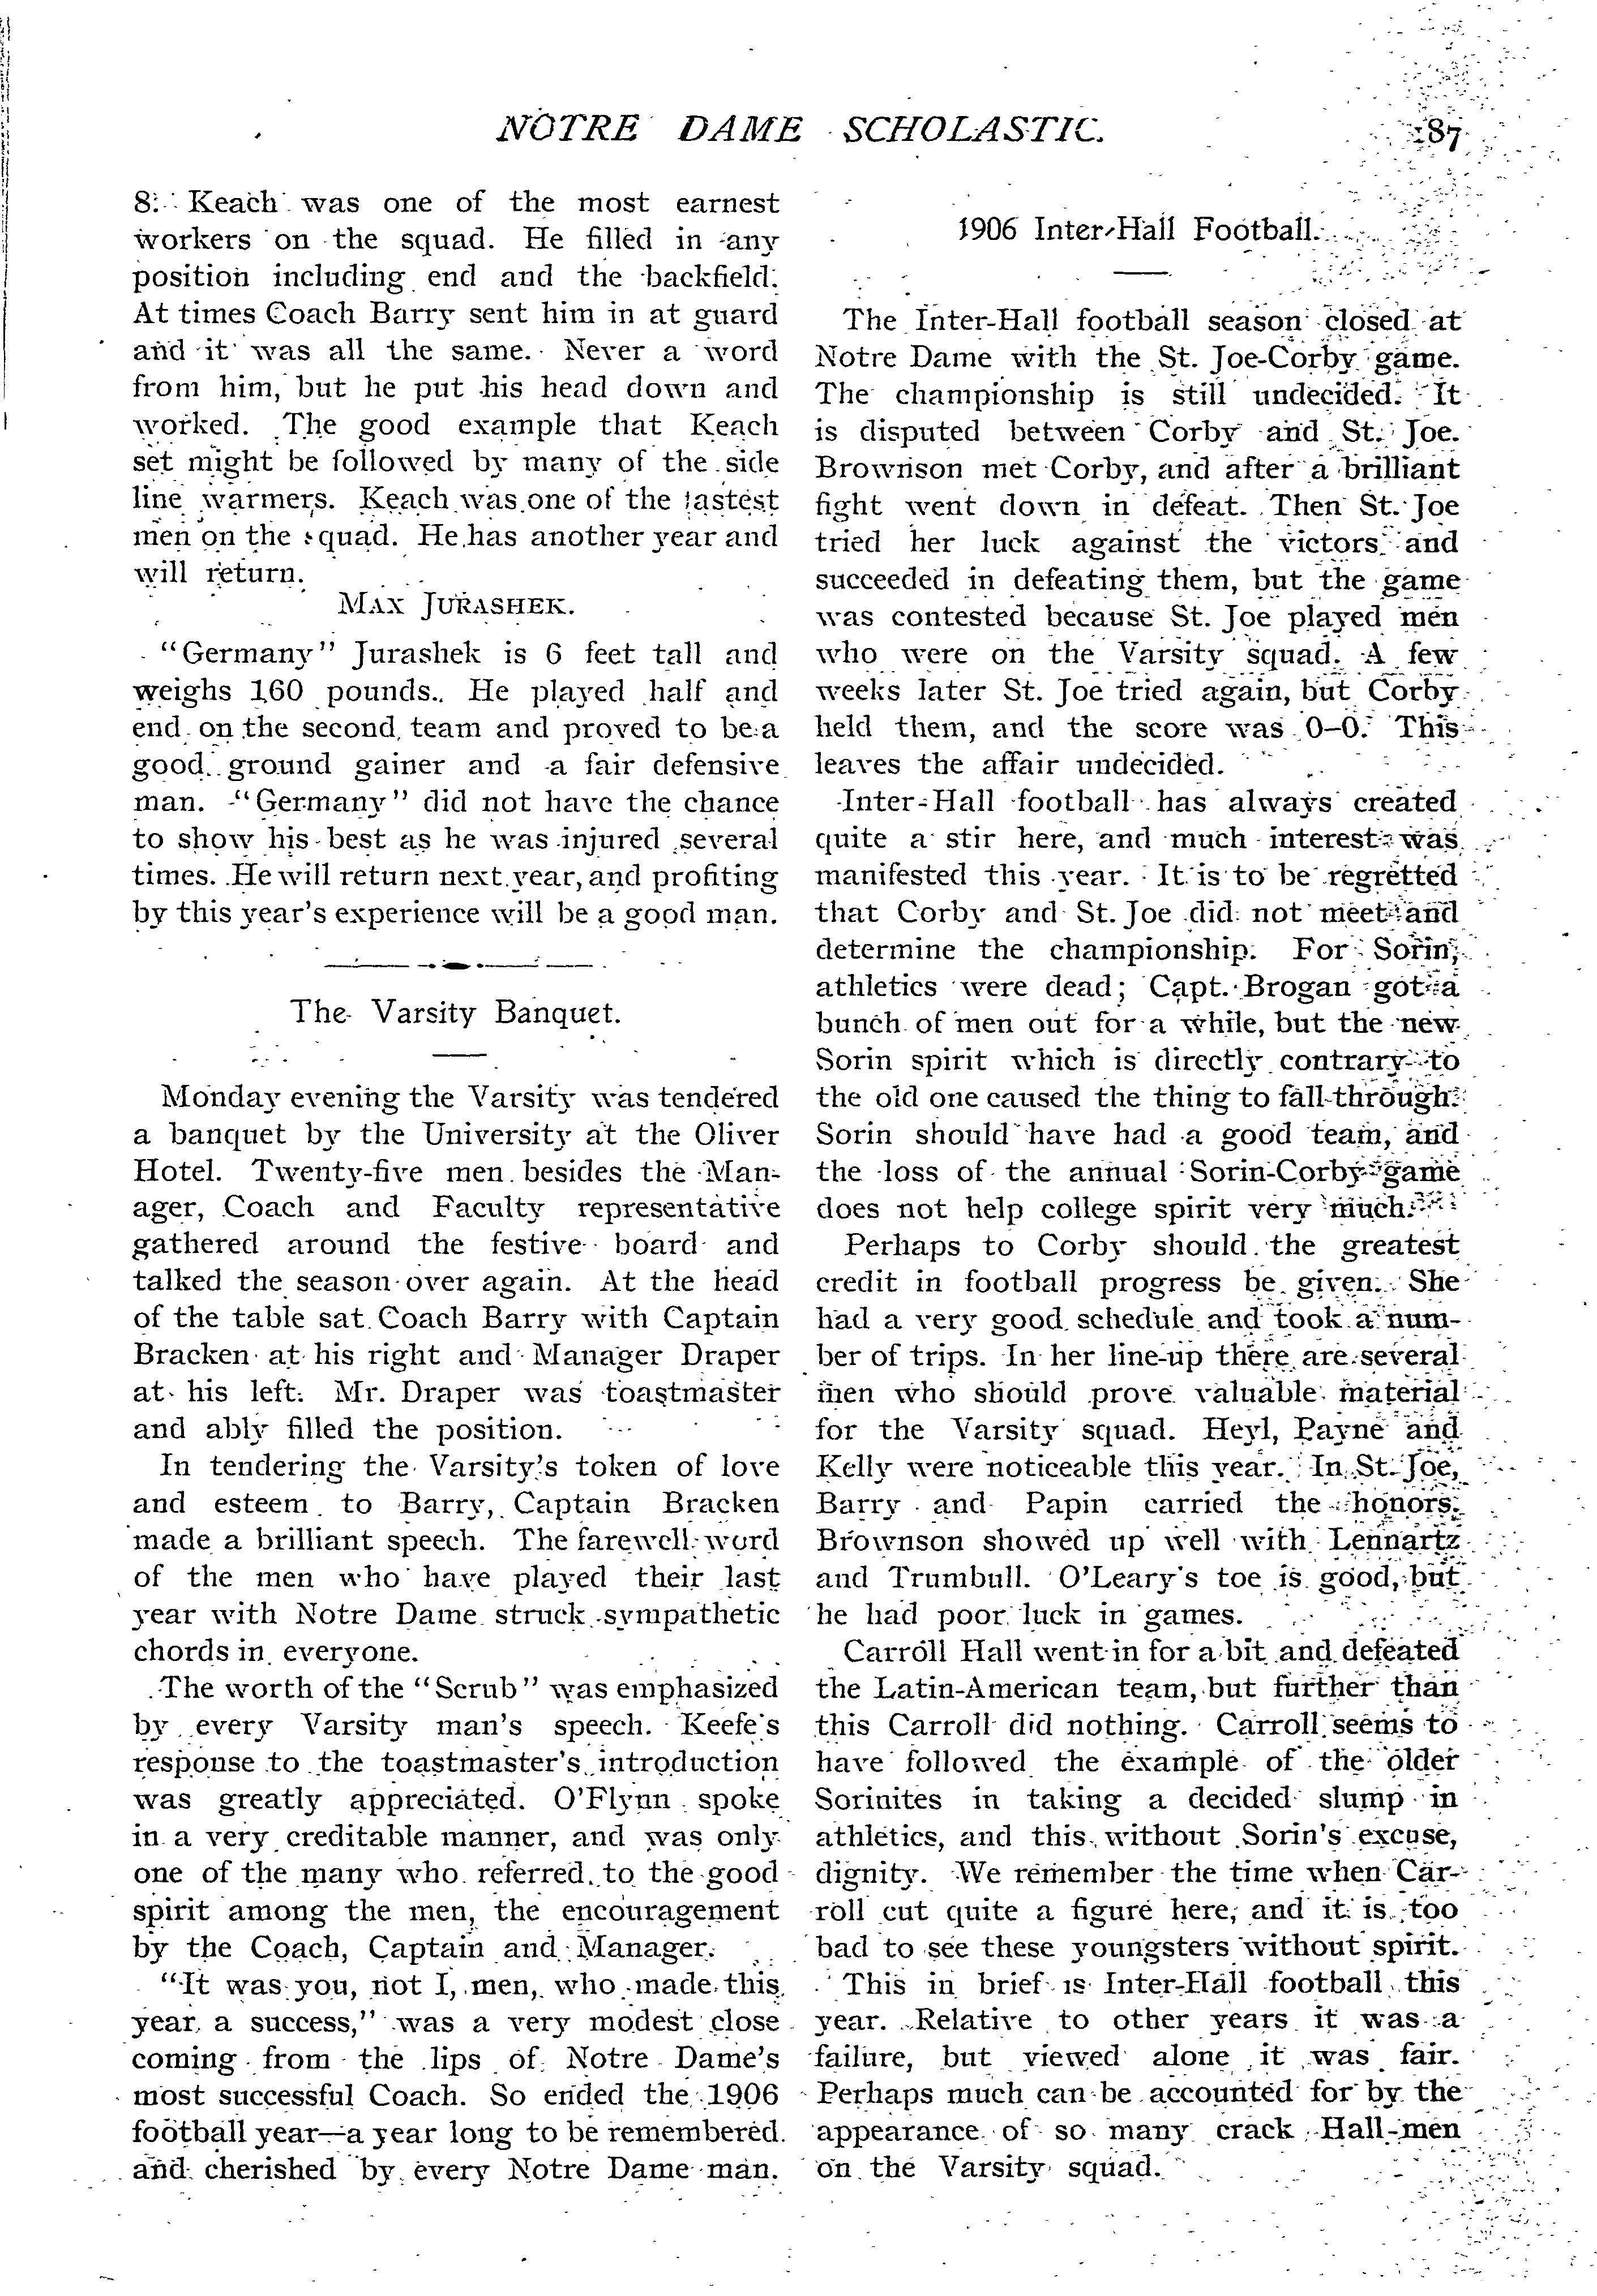 NOTRE DAME SCHOLASTIC.
187
8. Keach was one of the most earnest
workers on the squad. He filled in any
position including end and the backfield.
At times Coach Barry sent him in at guard
and it was all the same. Never a word
from him, but he put his head down and
worked. The good example that Keach
set might be followed by many of the side
line warmers. Keach was one of the fastest
men on the squad. He has another year and
will return.
MAX JURASHEK.
"Germany" Jurashek is 6 feet tall and
weighs 160 pounds. He played half and
end on the second team and proved to be a
good ground gainer and a fair defensive
man. "Germany" did not have the chance
to show his best as he was injured several
times. He will return next year, and profiting
by this year's experience will be a good man.
The Varsity Banquet.
Monday evening the Varsity was tendered
a banquet by the University at the Oliver
Hotel. Twenty-five men besides the Man-
ager, Coach and Faculty representative
gathered around the festive board and
talked the season over again. At the head
of the table sat Coach Barry with Captain
Bracken at his right and Manager Draper
at his left. Mr. Draper was toastmaster
and ably filled the position.
In tendering the Varsity's token of love
and esteem to Barry, Captain Bracken
made a brilliant speech. The farewell word
of the men who have played their last
year with Notre Dame struck sympathetic
chords in everyone.
The worth of the "Scrub" was emphasized
by every Varsity man's speech. Keefe's
response to the toastmaster's introduction
was greatly appreciated. O'Flynn spoke
in a very creditable manner, and was only
one of the many who referred to the good
spirit among the men, the encouragement
by the Coach, Captain and Manager.
"It was you, not I, men, who made this
year a success," was a very modest close
coming from the lips of Notre Dame's
most successful Coach. So ended the 1906
football year—a year long to be remembered
and cherished by every Notre Dame man.
1906 Inter-Hall Football.
The Inter-Hall football season closed at
Notre Dame with the St. Joe-Corby game.
The championship is still undecided. It
is disputed between Corby and St. Joe.
Brownson met Corby, and after a brilliant
fight went down in defeat. Then St. Joe
tried her luck against the victors and
succeeded in defeating them, but the game
was contested because St. Joe played men
who were on the Varsity squad. A few
weeks later St. Joe tried again, but Corby
held them, and the score was 0–0. This
leaves the affair undecided.
Inter-Hall football has always created
quite a stir here, and much interest was
manifested this year. It is to be regretted
that Corby and St. Joe did not meet and
determine the championship. For Sorin,
athletics were dead; Capt. Brogan got a
bunch of men out for a while, but the new
Sorin spirit which is directly contrary to
the old one caused the thing to fall through.
Sorin should have had a good team, and
the loss of the annual Sorin-Corby game
does not help college spirit very much.
Perhaps to Corby should the greatest
credit in football progress be given. She
had a very good schedule and took a num-
ber of trips. In her line-up there are several
men who should prove valuable material
for the Varsity squad. Heyl, Payne and
Kelly were noticeable this year. In St. Joe,
Barry and Papin carried the honors.
Brownson showed up well with Lennartz
and Trumbull. O'Leary's toe is good, but
he had poor luck in games.
Carroll Hall went in for a bit and defeated
the Latin-American team, but further than
this Carroll did nothing. Carroll seems to
have followed the example of the older
Sorinites in taking a decided slump in
athletics, and this without Sorin's excuse,
dignity. We remember the time when Car-
roll cut quite a figure here, and it is too
bad to see these youngsters without spirit.
This in brief is Inter-Hall football this
year. Relative to other years it was a
failure, but viewed alone it was fair.
Perhaps much can be accounted for by the
appearance of so many crack Hall-men
on the Varsity squad.